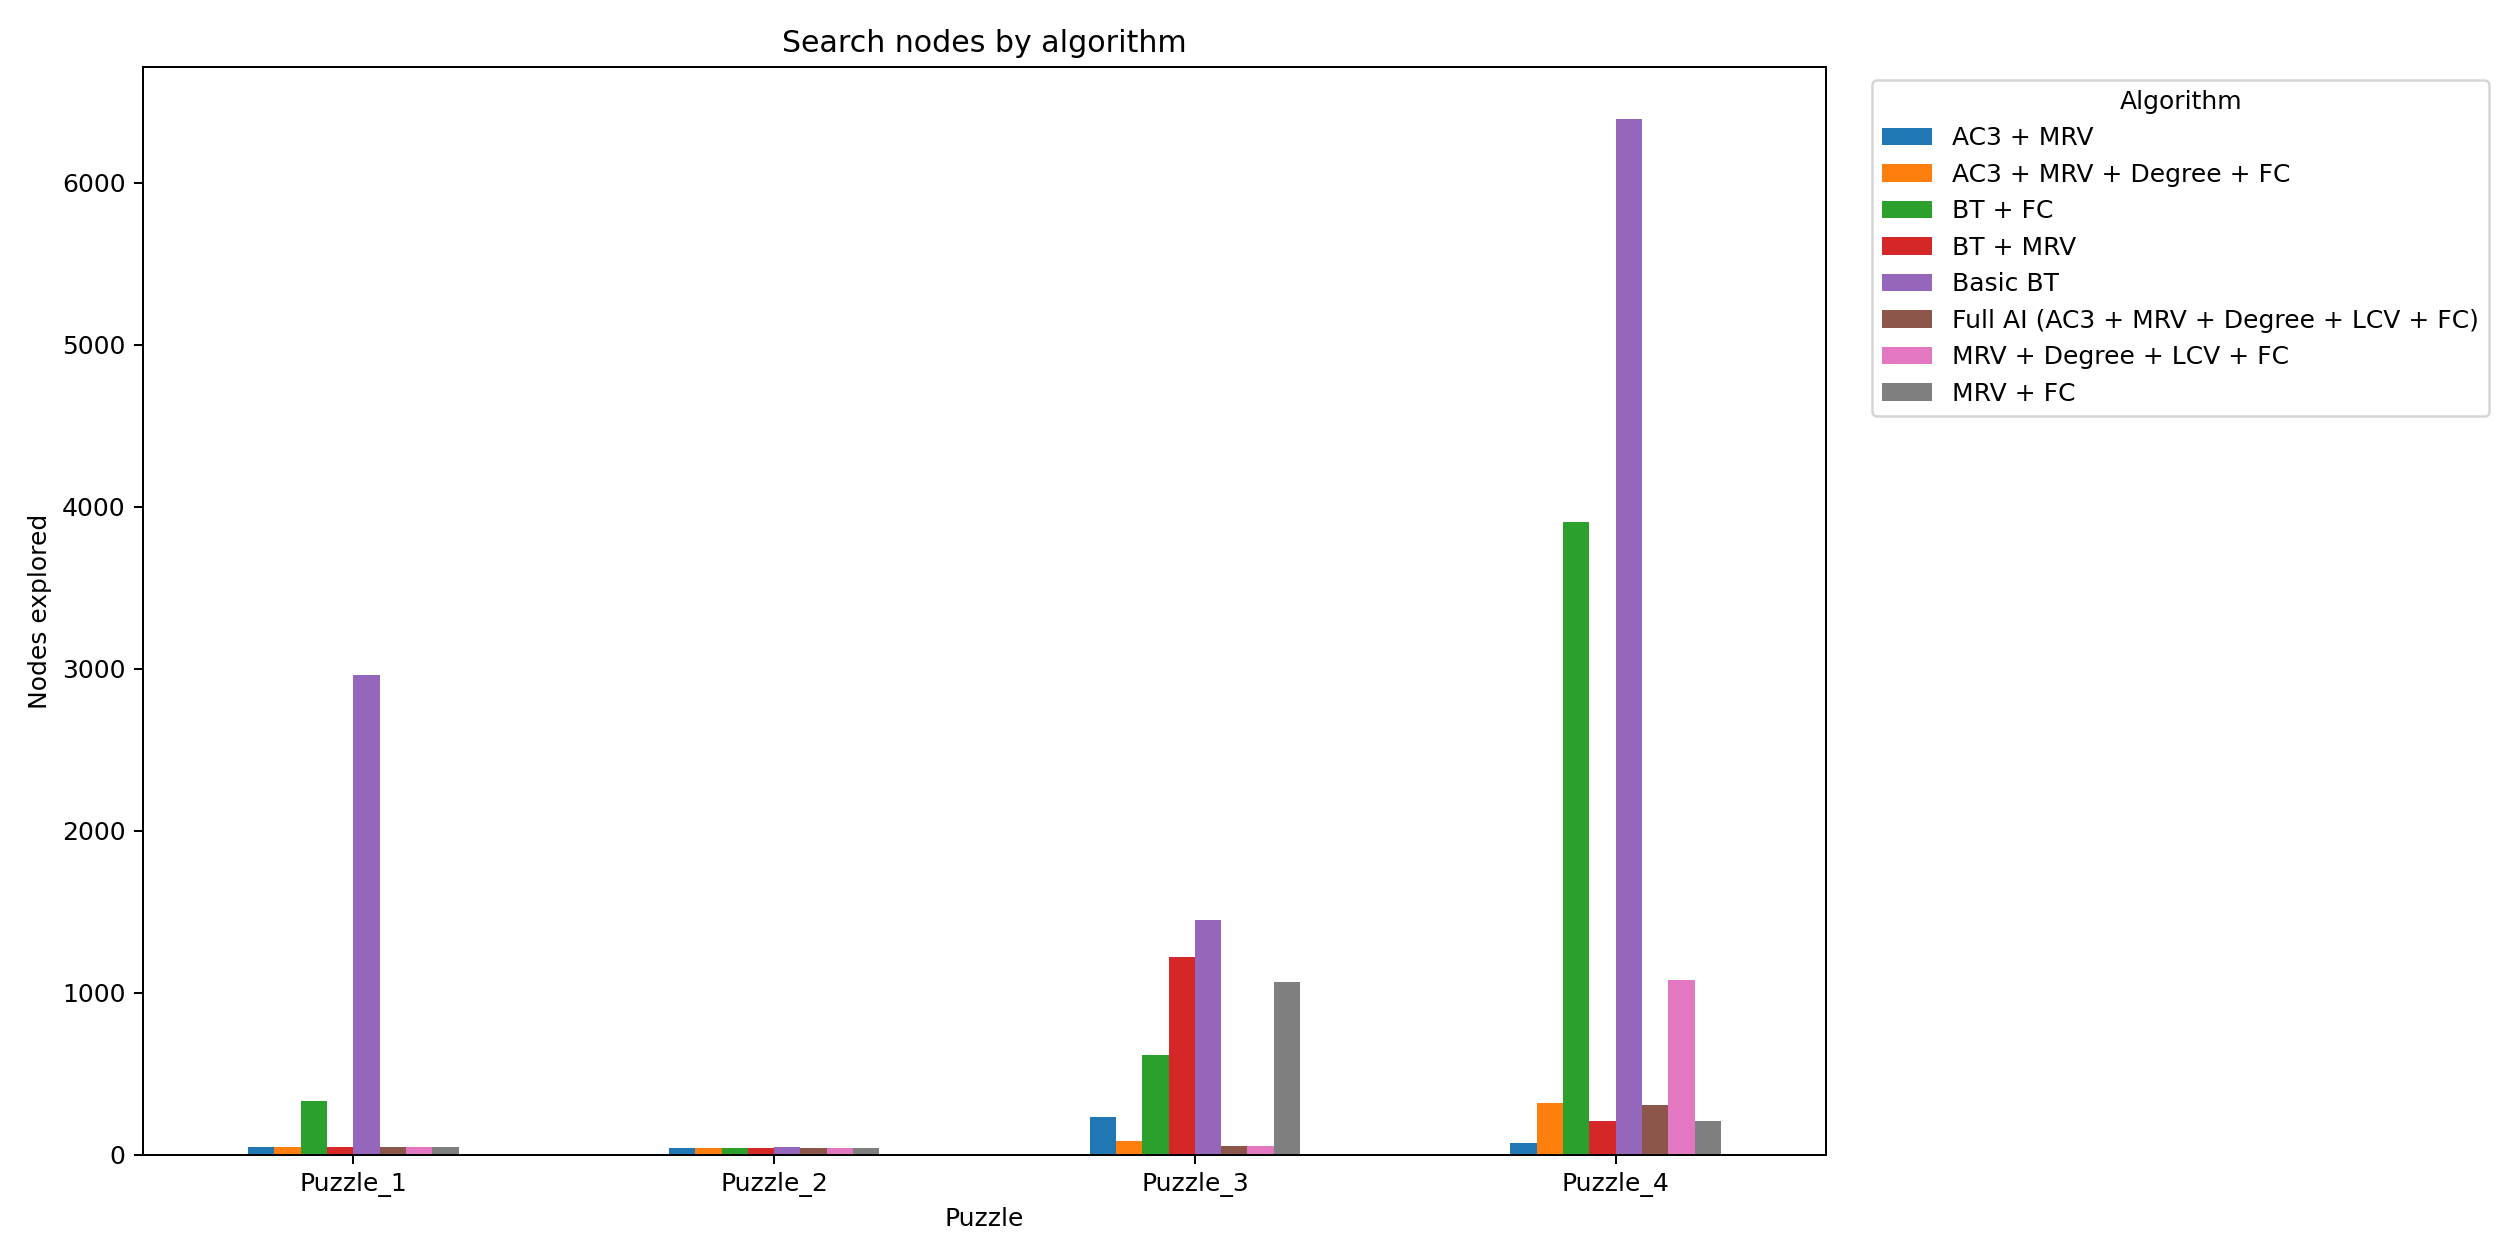 Search nodes by algorithm
Nodes explored
6000
5000
4000
3000
2000
1000
0
Puzzle_1
Puzzle_2
Puzzle_3
Puzzle_4
Puzzle
Algorithm
AC3 + MRV
AC3 + MRV + Degree + FC
BT + FC
BT + MRV
Basic BT
Full AI (AC3 + MRV + Degree + LCV + FC)
MRV + Degree + LCV + FC
MRV + FC